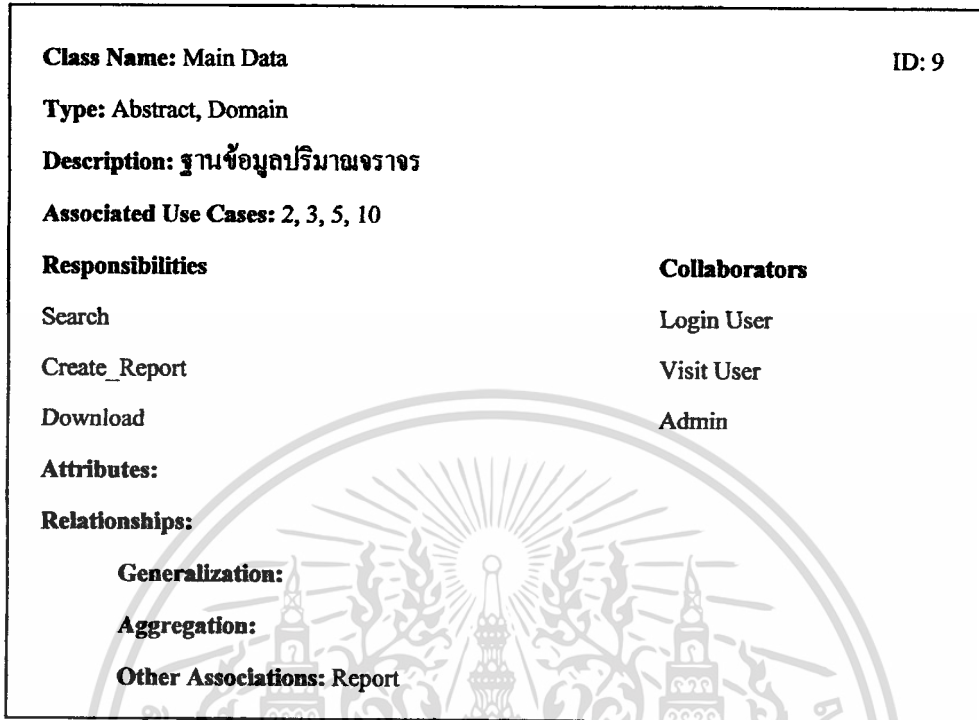 Class Name: Main Data ID: 9
Type: Abstract, Domain
Description: ฐานข้อมูลปริมาณจราจร
Associated Use Cases: 2, 3, 5, 10
Responsibilities Collaborators
Search Login User
Create_Report Visit User
Download Admin
Attributes:
Relationships:
Generalization:
Aggregation:
Other Associations: Report